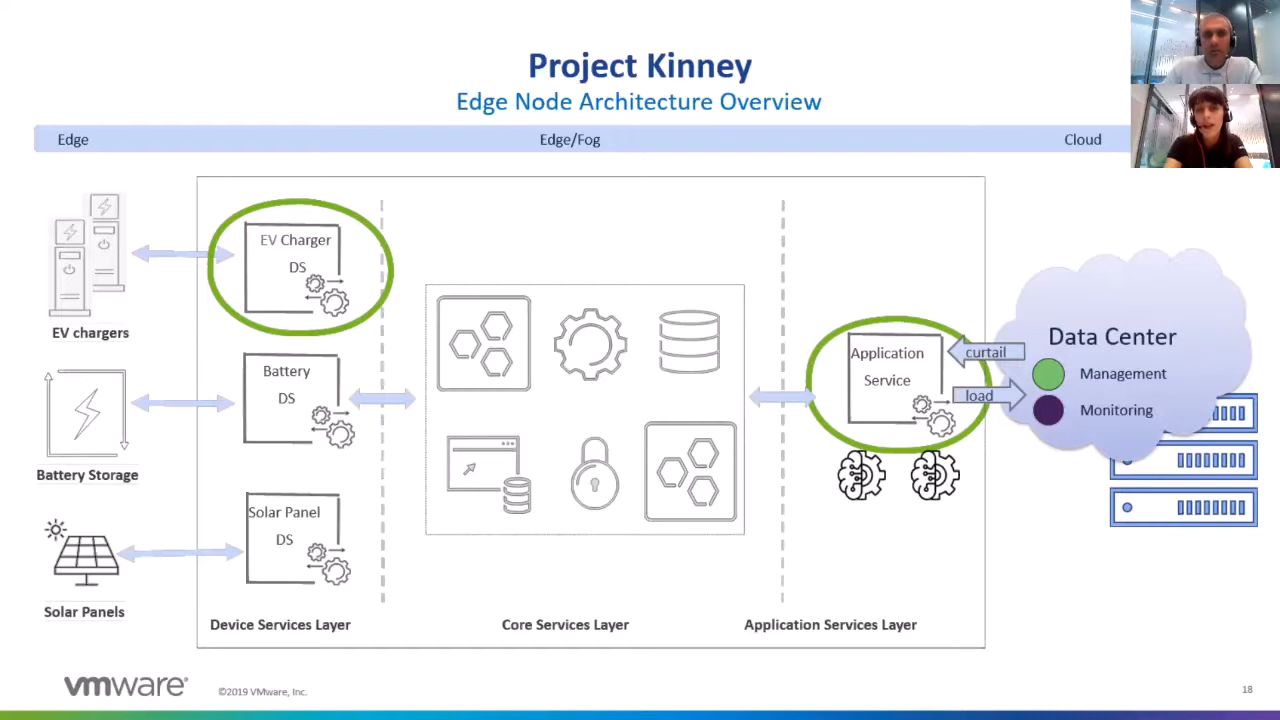 Project Kinney
Edge Node Architecture Overview
Edge
Edge/Fog
Cloud
EV Charger
DS
EV chargers
Battery
DS
Battery Storage
Solar Panel
DS
Solar Panels
Application
Service
curtail
load
Data Center
Management
Monitoring
Device Services Layer
Core Services Layer
Application Services Layer
vmware®
©2019 VMware, Inc.
18